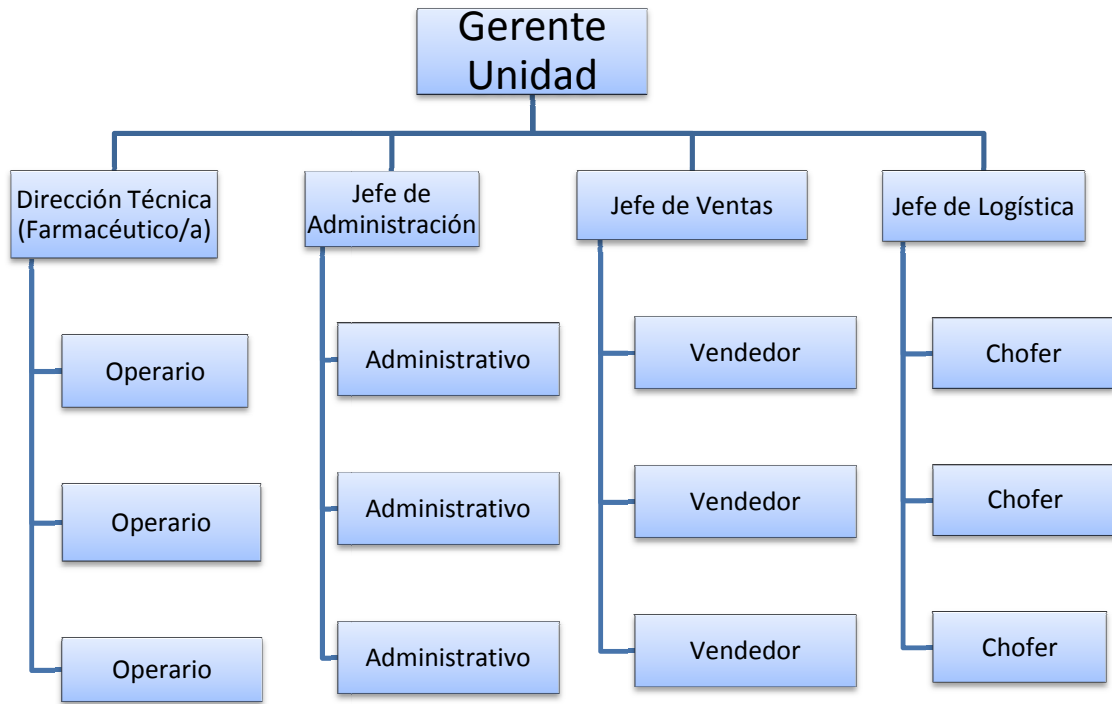 Gerente
Unidad
Dirección Técnica
(Farmacéutico/a)
Jefe de
Administración
Jefe de Ventas
Jefe de Logística
Operario
Administrativo
Vendedor
Chofer
Operario
Administrativo
Vendedor
Chofer
Operario
Administrativo
Vendedor
Chofer